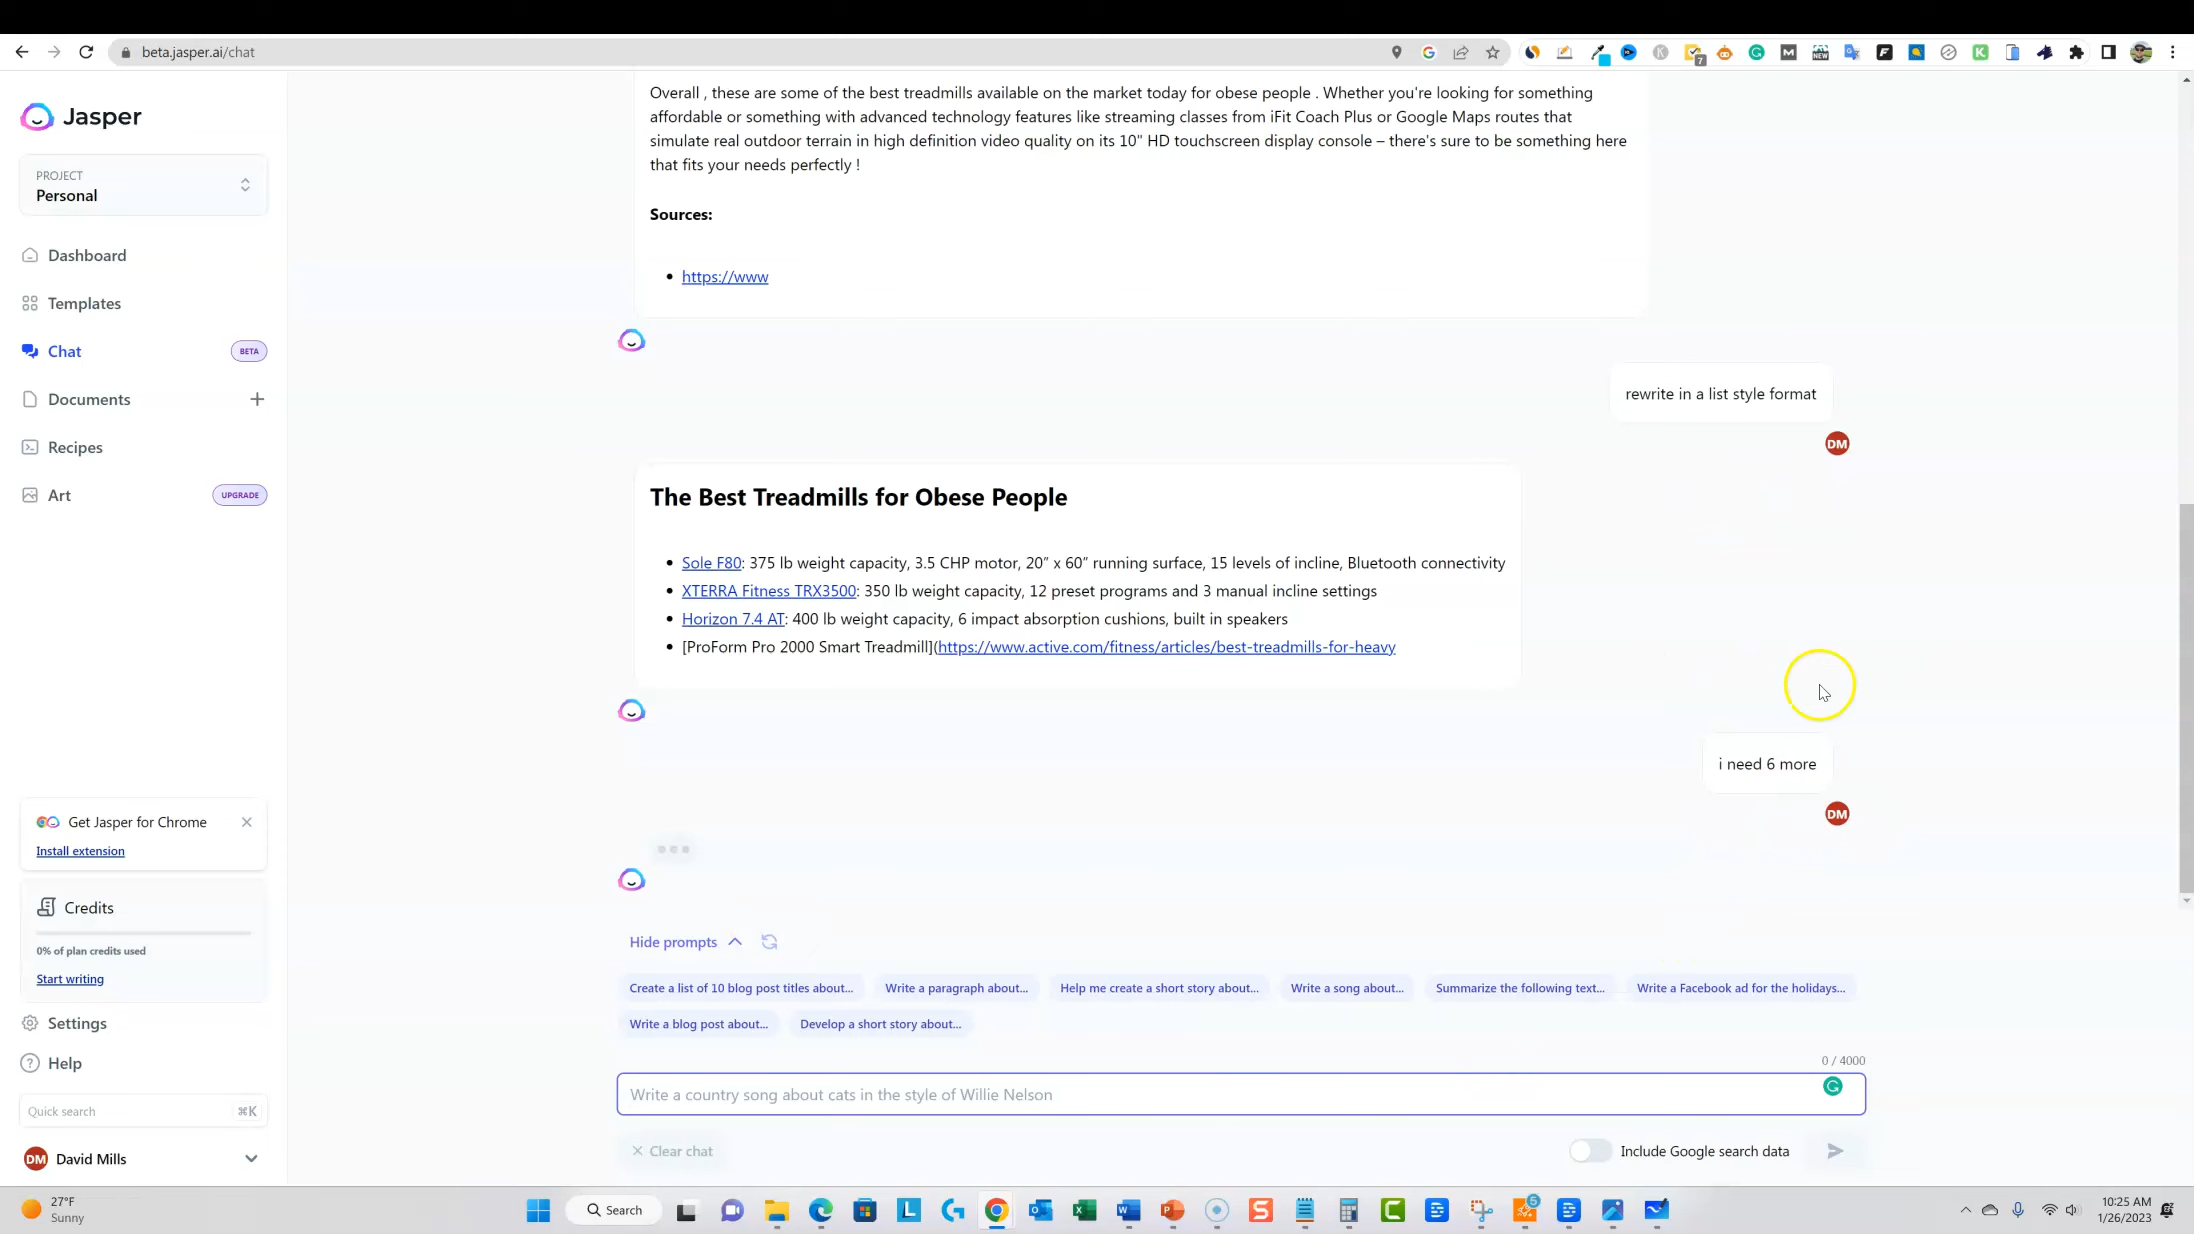 beta.jasper.ai/chat
7
NEW
Jasper
PROJECT
Personal
Dashboard
Templates
Chat
BETA
Documents
Recipes
Art
UPGRADE
Get Jasper for Chrome
Install extension
Credits
0% of plan credits used
Start writing
Settings
Help
Quick search
⌘K
DM
David Mills
Overall , these are some of the best treadmills available on the market today for obese people . Whether you're looking for something
affordable or something with advanced technology features like streaming classes from iFit Coach Plus or Google Maps routes that
simulate real outdoor terrain in high definition video quality on its 10" HD touchscreen display console – there's sure to be something here
that fits your needs perfectly !
Sources:
• https://www
rewrite in a list style format
DM
The Best Treadmills for Obese People
• Sole F80: 375 lb weight capacity, 3.5 CHP motor, 20” x 60” running surface, 15 levels of incline, Bluetooth connectivity
• XTERRA Fitness TRX3500: 350 lb weight capacity, 12 preset programs and 3 manual incline settings
• Horizon 7.4 AT: 400 lb weight capacity, 6 impact absorption cushions, built in speakers
• [ProForm Pro 2000 Smart Treadmill](https://www.active.com/fitness/articles/best-treadmills-for-heavy
i need 6 more
DM
Hide prompts
Create a list of 10 blog post titles about...
Write a paragraph about...
Help me create a short story about...
Write a song about...
Summarize the following text...
Write a Facebook ad for the holidays...
Write a blog post about...
Develop a short story about...
0 / 4000
Write a country song about cats in the style of Willie Nelson
Clear chat
Include Google search data
27°F
Sunny
Search
5
10:25 AM
1/26/2023